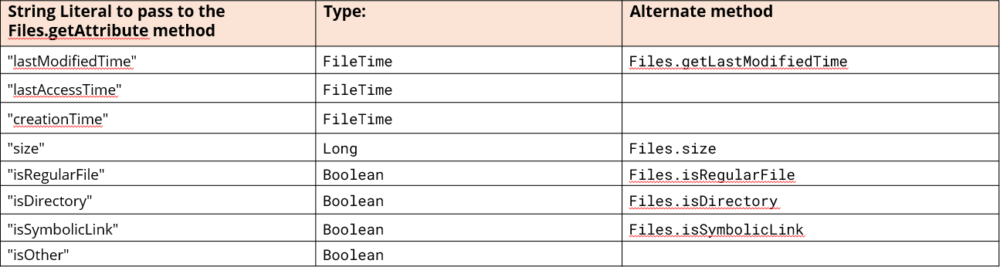 String Literal to pass to the
Files.getAttribute method
Type:
Alternate method
"lastModifiedTime"
FileTime
Files.getLastModifiedTime
"lastAccessTime"
FileTime
"creationTime"
FileTime
"size"
Long
Files.size
"isRegularFile"
Boolean
Files.isRegularFile
"isDirectory"
Boolean
Files.isDirectory
"isSymbolicLink"
Boolean
Files.isSymbolicLink
"isOther"
Boolean